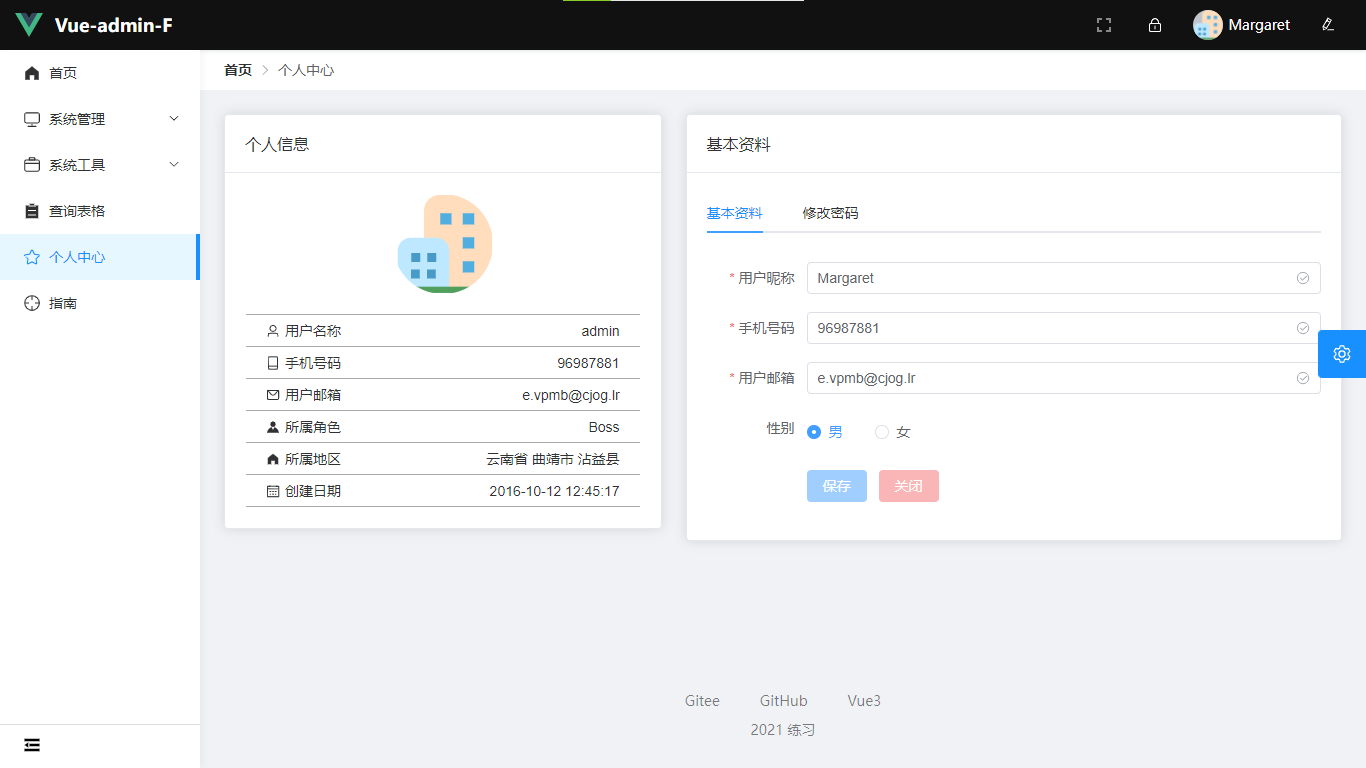 Vue-admin-F
Margaret
首页
系统管理
系统工具
查询表格
个人中心
指南
首页 个人中心
个人信息
用户名称 admin
手机号码 96987881
用户邮箱 e.vpmb@cjog.lr
所属角色 Boss
所属地区 云南省 曲靖市 沾益县
创建日期 2016-10-12 12:45:17
基本资料
基本资料 修改密码
* 用户昵称 Margaret
* 手机号码 96987881
* 用户邮箱 e.vpmb@cjog.lr
性别 男 女
保存 关闭
Gitee GitHub Vue3
2021 练习